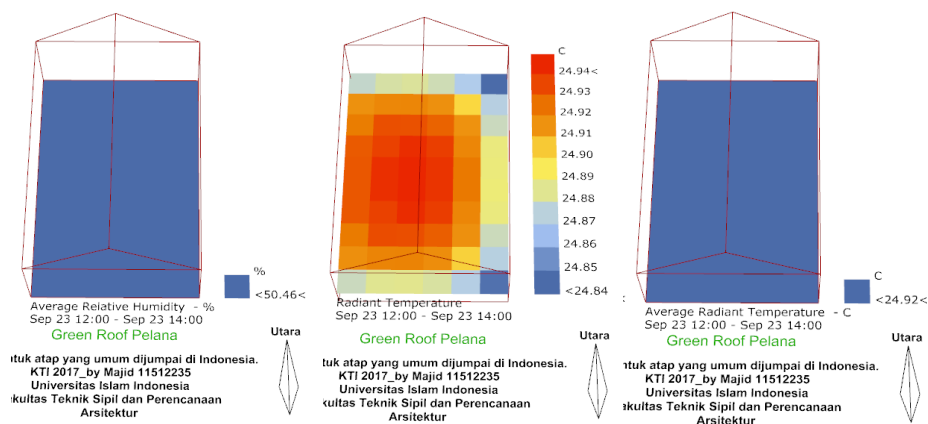 %
<50.46<
Average Relative Humidity - %
Sep 23 12:00 - Sep 23 14:00
Green Roof Pelana
Utara
ntuk atap yang umum dijumpai di Indonesia.
KTI 2017_by Majid 11512235
Universitas Islam Indonesia
akultas Teknik Sipil dan Perencanaan
Arsitektur
C
24.94<
24.93
24.92
24.91
24.90
24.89
24.88
24.87
24.86
24.85
<24.84
Radiant Temperature
Sep 23 12:00 - Sep 23 14:00
Green Roof Pelana
Utara
tuk atap yang umum dijumpai di Indonesia.
KTI 2017_by Majid 11512235
Universitas Islam Indonesia
kultas Teknik Sipil dan Perencanaan
Arsitektur
<
C
<24.92<
Average Radiant Temperature - C
Sep 23 12:00 - Sep 23 14:00
Green Roof Pelana
Utara
ntuk atap yang umum dijumpai di Indonesia.
KTI 2017_by Majid 11512235
Universitas Islam Indonesia
akultas Teknik Sipil dan Perencanaan
Arsitektur